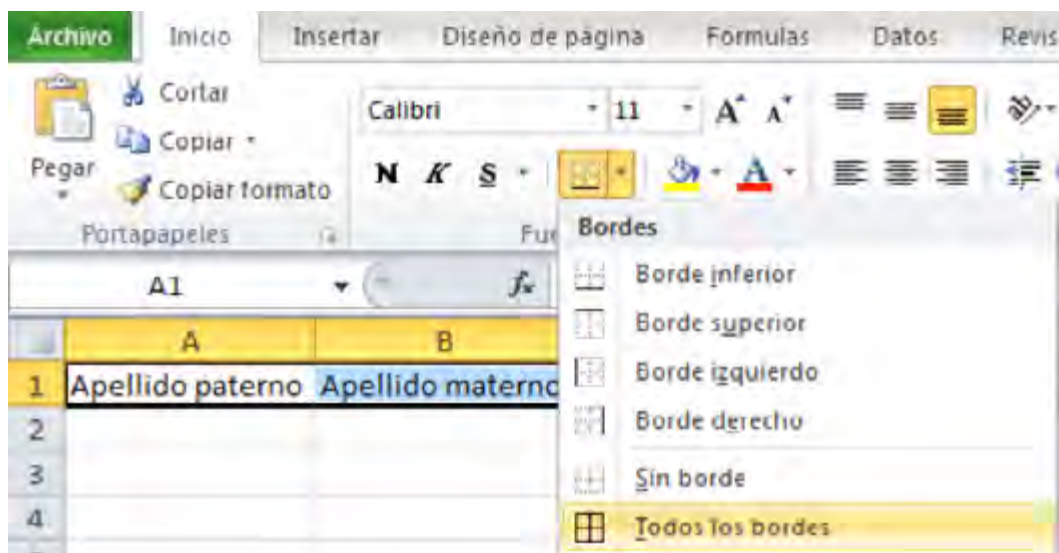 Archivo Inicio Insertar Diseño de página Formulas Datos Revis
Cortar
Copiar
Pegar
Copiar formato
Calibri 11 A A
N K S A
Portapapeles Fue
Bordes
A1 fx
Borde inferior
Borde superior
Borde izquierdo
Borde derecho
Sin borde
Todos los bordes
A B
1 Apellido paterno Apellido materno
2
3
4